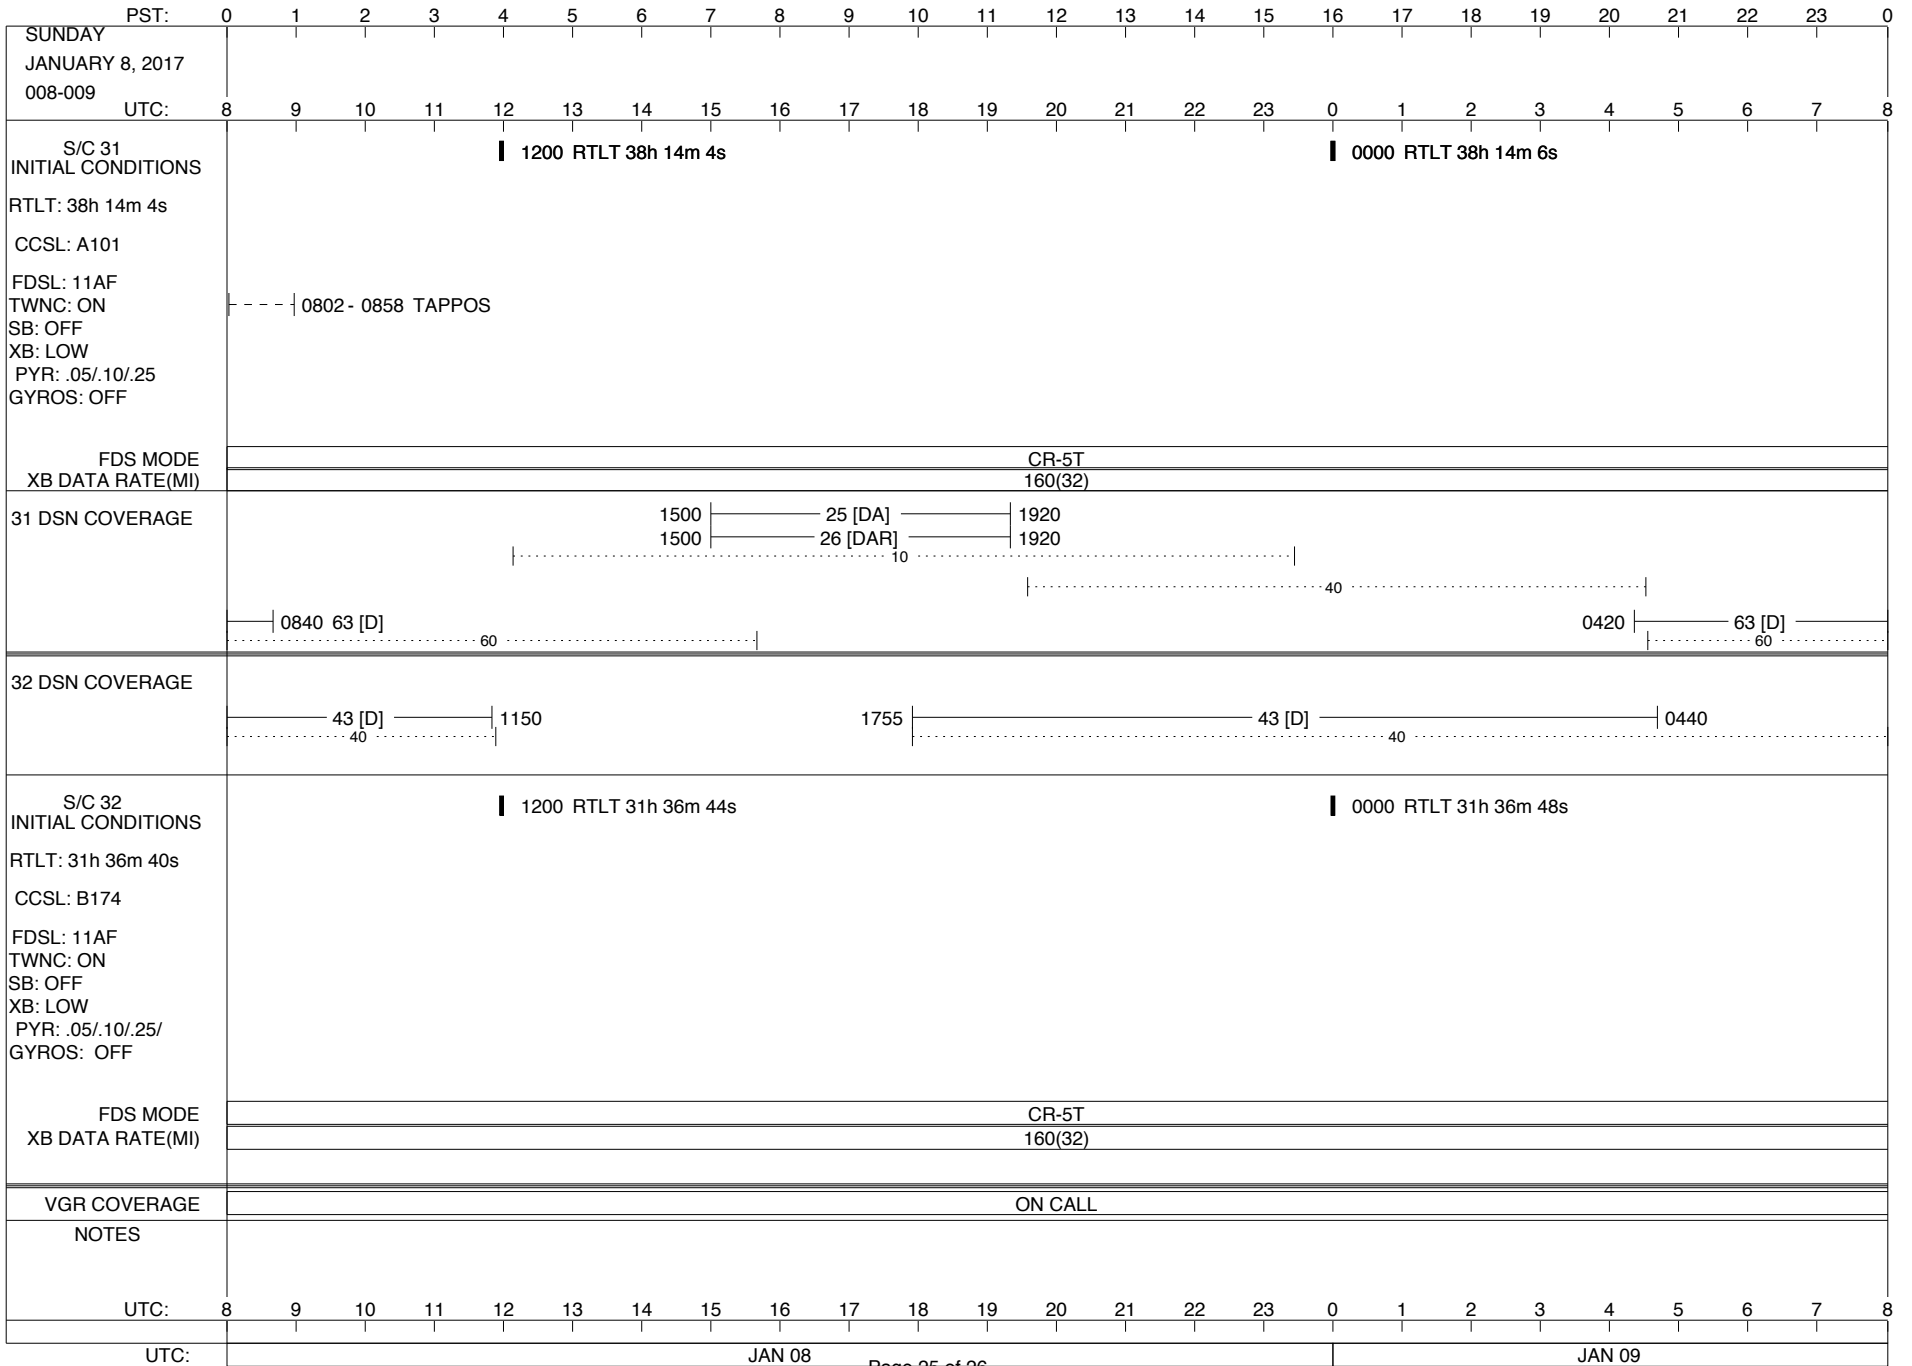 PST: 0 1 2 3 4 5 6 7 8 9 10 11 12 13 14 15 16 17 18 19 20 21 22 23 0
SUNDAY
JANUARY 8, 2017
008-009
UTC: 8 9 10 11 12 13 14 15 16 17 18 19 20 21 22 23 0 1 2 3 4 5 6 7 8
S/C 31
INITIAL CONDITIONS
1200 RTLT 38h 14m 4s
0000 RTLT 38h 14m 6s
RTLT: 38h 14m 4s
CCSL: A101
FDSL: 11AF
TWNC: ON
0802 - 0858 TAPPOS
SB: OFF
XB: LOW
PYR: .05/.10/.25
GYROS: OFF
FDS MODE CR-5T
XB DATA RATE(MI) 160(32)
31 DSN COVERAGE
1500 25 [DA] 1920
1500 26 [DAR] 1920
10
40
0840 63 [D]
0420 63 [D]
60 60
32 DSN COVERAGE
43 [D] 1150
1755 43 [D] 0440
40 40
S/C 32
INITIAL CONDITIONS
1200 RTLT 31h 36m 44s
0000 RTLT 31h 36m 48s
RTLT: 31h 36m 40s
CCSL: B174
FDSL: 11AF
TWNC: ON
SB: OFF
XB: LOW
PYR: .05/.10/.25/
GYROS: OFF
FDS MODE CR-5T
XB DATA RATE(MI) 160(32)
VGR COVERAGE ON CALL
NOTES
UTC: 8 9 10 11 12 13 14 15 16 17 18 19 20 21 22 23 0 1 2 3 4 5 6 7 8
UTC: JAN 08 JAN 09
Page 25 of 26